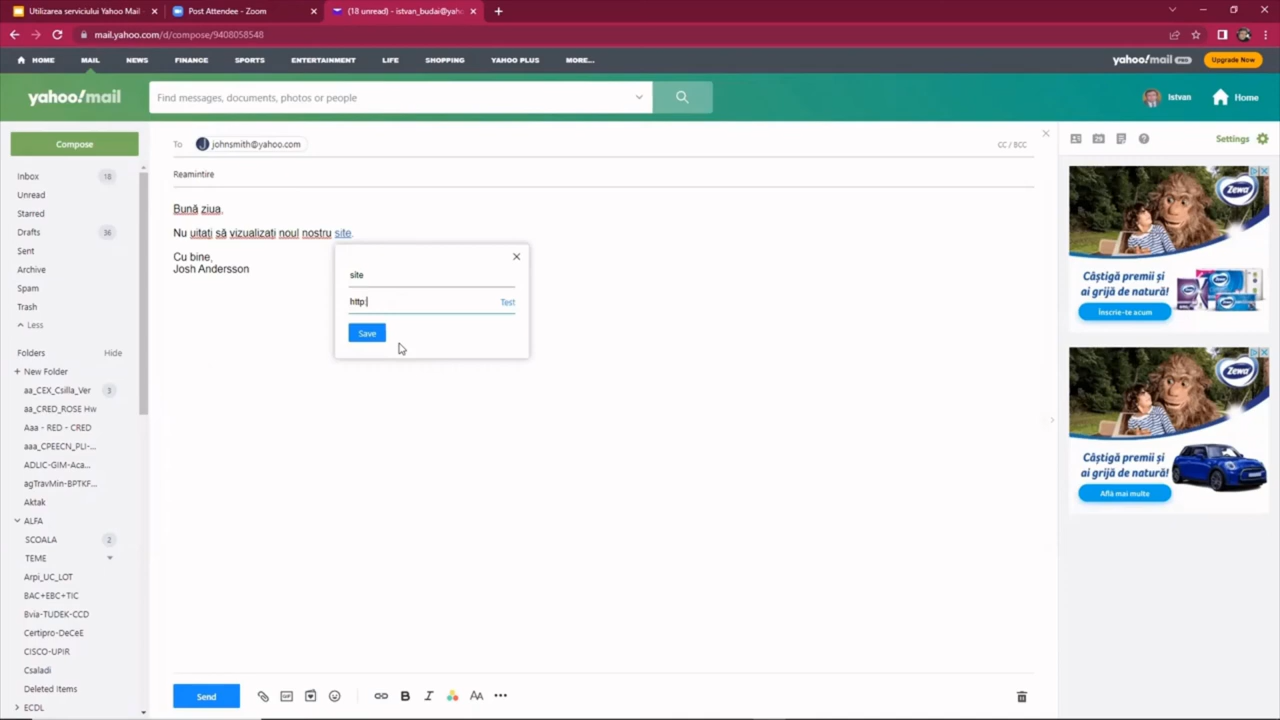 Utilizarea serviciului Yahoo Mail -
Post Attendee - Zoom
(18 unread) - istvan_budai@yaho
mail.yahoo.com/d/compose/9408058548
HOME MAIL NEWS FINANCE SPORTS ENTERTAINMENT LIFE SHOPPING YAHOO PLUS MORE...
yahoo!mail PRO
Upgrade Now
yahoo!mail
Find messages, documents, photos or people
Istvan
Home
Compose
Inbox 18
Unread
Starred
Drafts 36
Sent
Archive
Spam
Trash
Less
Folders Hide
+ New Folder
aa_CEX_Csilla_Ver 3
aa_CRED_ROSE Hw
Aaa - RED - CRED
aaa_CPEECN_PLI-...
ADLIC-GIM-Aca...
agTravMin-BPTKF...
Aktak
ALFA
SCOALA 2
TEME
Arpi_UC_LOT
BAC+EBC+TIC
Bvia-TUDEK-CCD
Certipro-DeCeE
CISCO-UPIR
Csaladi
Deleted Items
ECDL
To johnsmith@yahoo.com CC / BCC
Reamintire
Bună ziua,
Nu uitați să vizualizați noul nostru site.
Cu bine,
Josh Andersson
site
http:
Test
Save
Send
GIF
Settings
Zewa
Câștigă premii și
ai grijă de natură!
Înscrie-te acum
Zewa
Câștigă premii și
ai grijă de natură!
Află mai multe